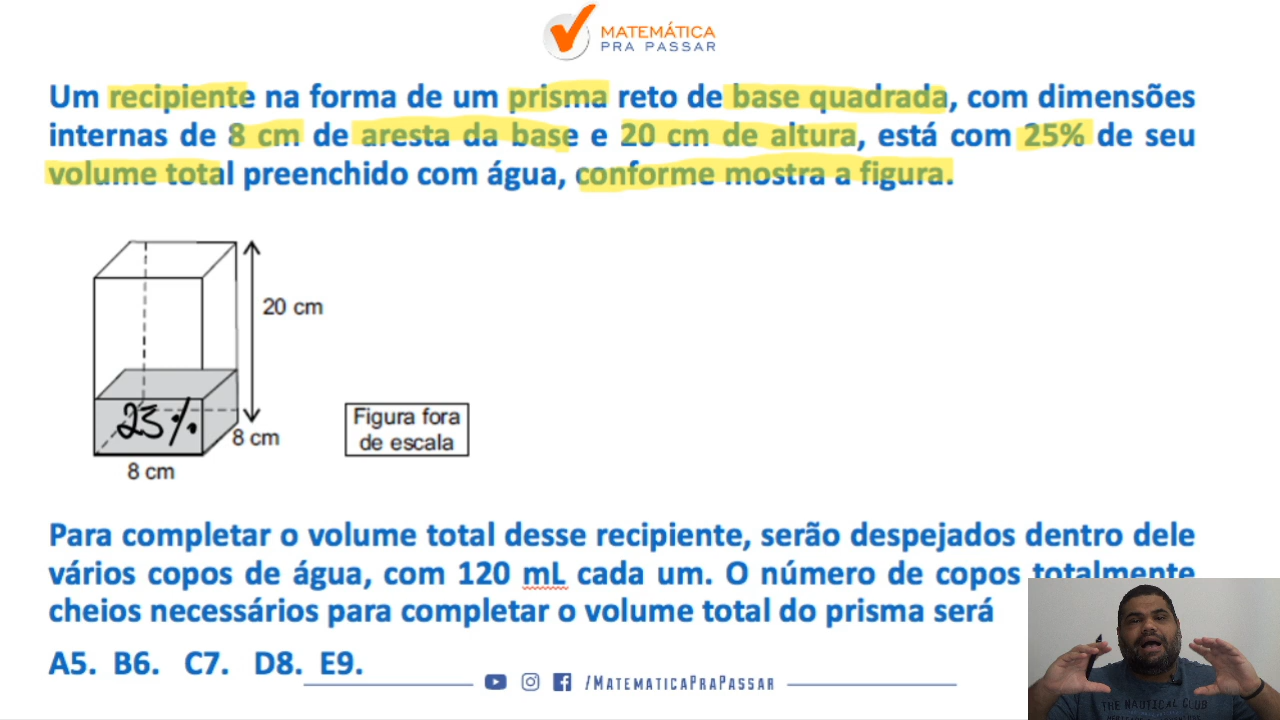 MATEMÁTICA
PRA PASSAR
Um recipiente na forma de um prisma reto de base quadrada, com dimensões
internas de 8 cm de aresta da base e 20 cm de altura, está com 25% de seu
volume total preenchido com água, conforme mostra a figura.
20 cm
25%
Figura fora
de escala
8 cm
8 cm
Para completar o volume total desse recipiente, serão despejados dentro dele
vários copos de água, com 120 mL cada um. O número de copos totalmente
cheios necessários para completar o volume total do prisma será
A5. B6. C7. D8. E9.
/MATEMATICAPRAPASSAR
THE NAUTICAL CLUB